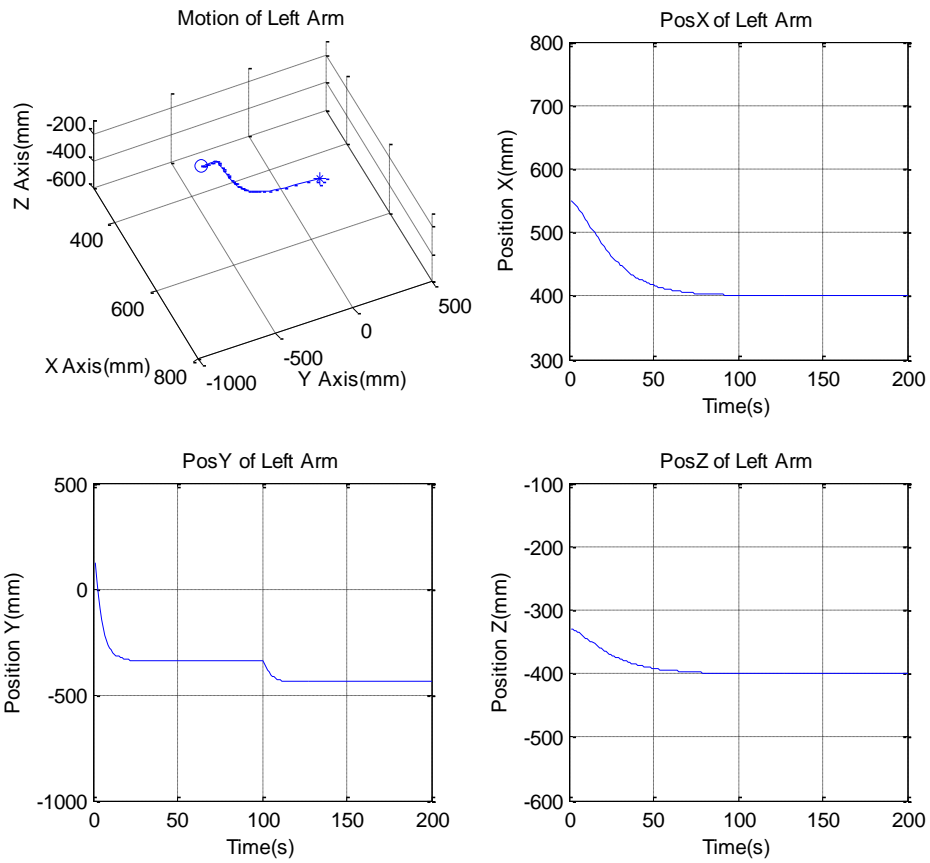 Motion of Left Arm
Z Axis(mm)
-200
-400
-600
400
600
800
X Axis(mm)
-1000
-500
0
500
Y Axis(mm)
PosX of Left Arm
Position X(mm)
800
700
600
500
400
300
0 50 100 150 200
Time(s)
PosY of Left Arm
Position Y(mm)
500
0
-500
-1000
0 50 100 150 200
Time(s)
PosZ of Left Arm
Position Z(mm)
-100
-200
-300
-400
-500
-600
0 50 100 150 200
Time(s)